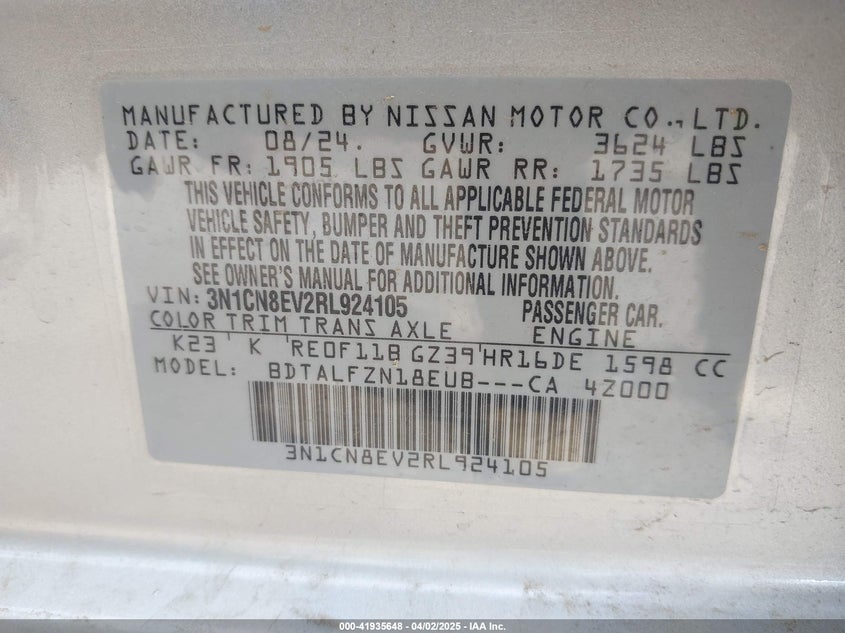 MANUFACTURED BY NISSAN MOTOR CO., LTD.
DATE: 08/24. GVWR: 3624 LBS
GAWR FR: 1905 LBS GAWR RR: 1735 LBS
THIS VEHICLE CONFORMS TO ALL APPLICABLE FEDERAL MOTOR
VEHICLE SAFETY, BUMPER AND THEFT PREVENTION STANDARDS
IN EFFECT ON THE DATE OF MANUFACTURE SHOWN ABOVE.
SEE OWNER'S MANUAL FOR ADDITIONAL INFORMATION.
VIN: 3N1CN8EV2RL924105 PASSENGER CAR.
COLOR TRIM TRANS AXLE ENGINE
K23 K RE0F11B GZ39 HR16DE 1598 CC
MODEL: BDTALFZN18EUB---CA 4Z000
3N1CN8EV2RL924105
000-41935648 - 04/02/2025 - IAA Inc.